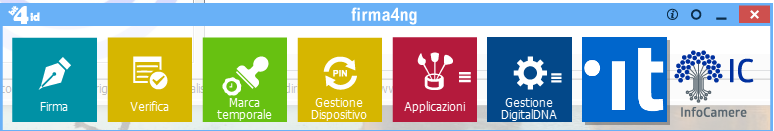 4id
firma4ng
Firma
Verifica
Marca
temporale
PIN
Gestione
Dispositivo
Applicazioni
Gestione
DigitalDNA
·it
IC
InfoCamere